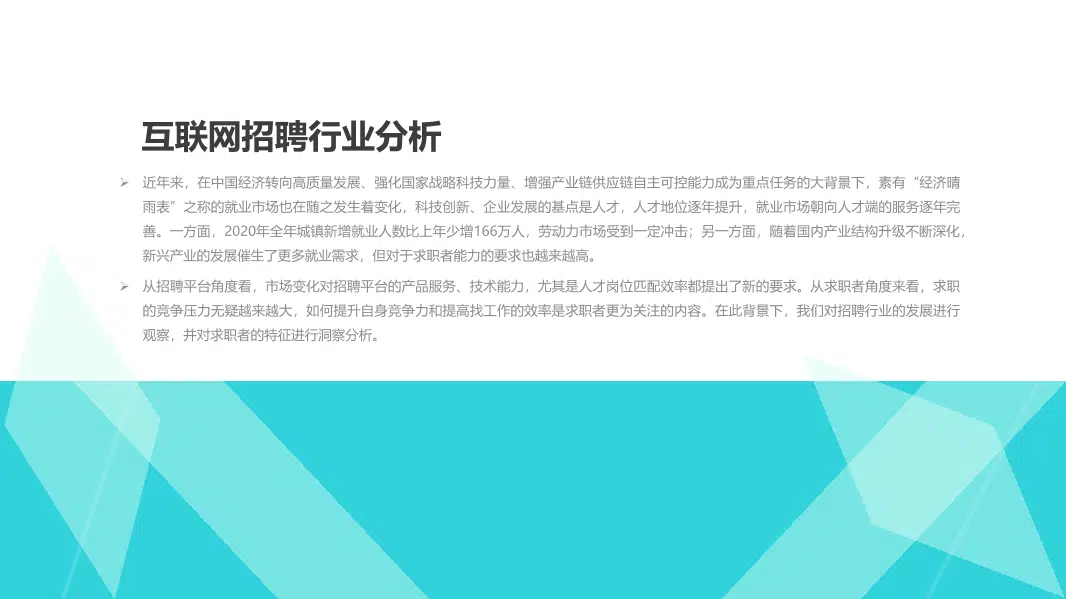 互联网招聘行业分析
➢ 近年来，在中国经济转向高质量发展、强化国家战略科技力量、增强产业链供应链自主可控能力成为重点任务的大背景下，素有“经济晴
雨表”之称的就业市场也在随之发生着变化，科技创新、企业发展的基点是人才，人才地位逐年提升，就业市场朝向人才端的服务逐年完
善。一方面，2020年全年城镇新增就业人数比上年少增166万人，劳动力市场受到一定冲击；另一方面，随着国内产业结构升级不断深化，
新兴产业的发展催生了更多就业需求，但对于求职者能力的要求也越来越高。
➢ 从招聘平台角度看，市场变化对招聘平台的产品服务、技术能力，尤其是人才岗位匹配效率都提出了新的要求。从求职者角度来看，求职
的竞争压力无疑越来越大，如何提升自身竞争力和提高找工作的效率是求职者更为关注的内容。在此背景下，我们对招聘行业的发展进行
观察，并对求职者的特征进行洞察分析。